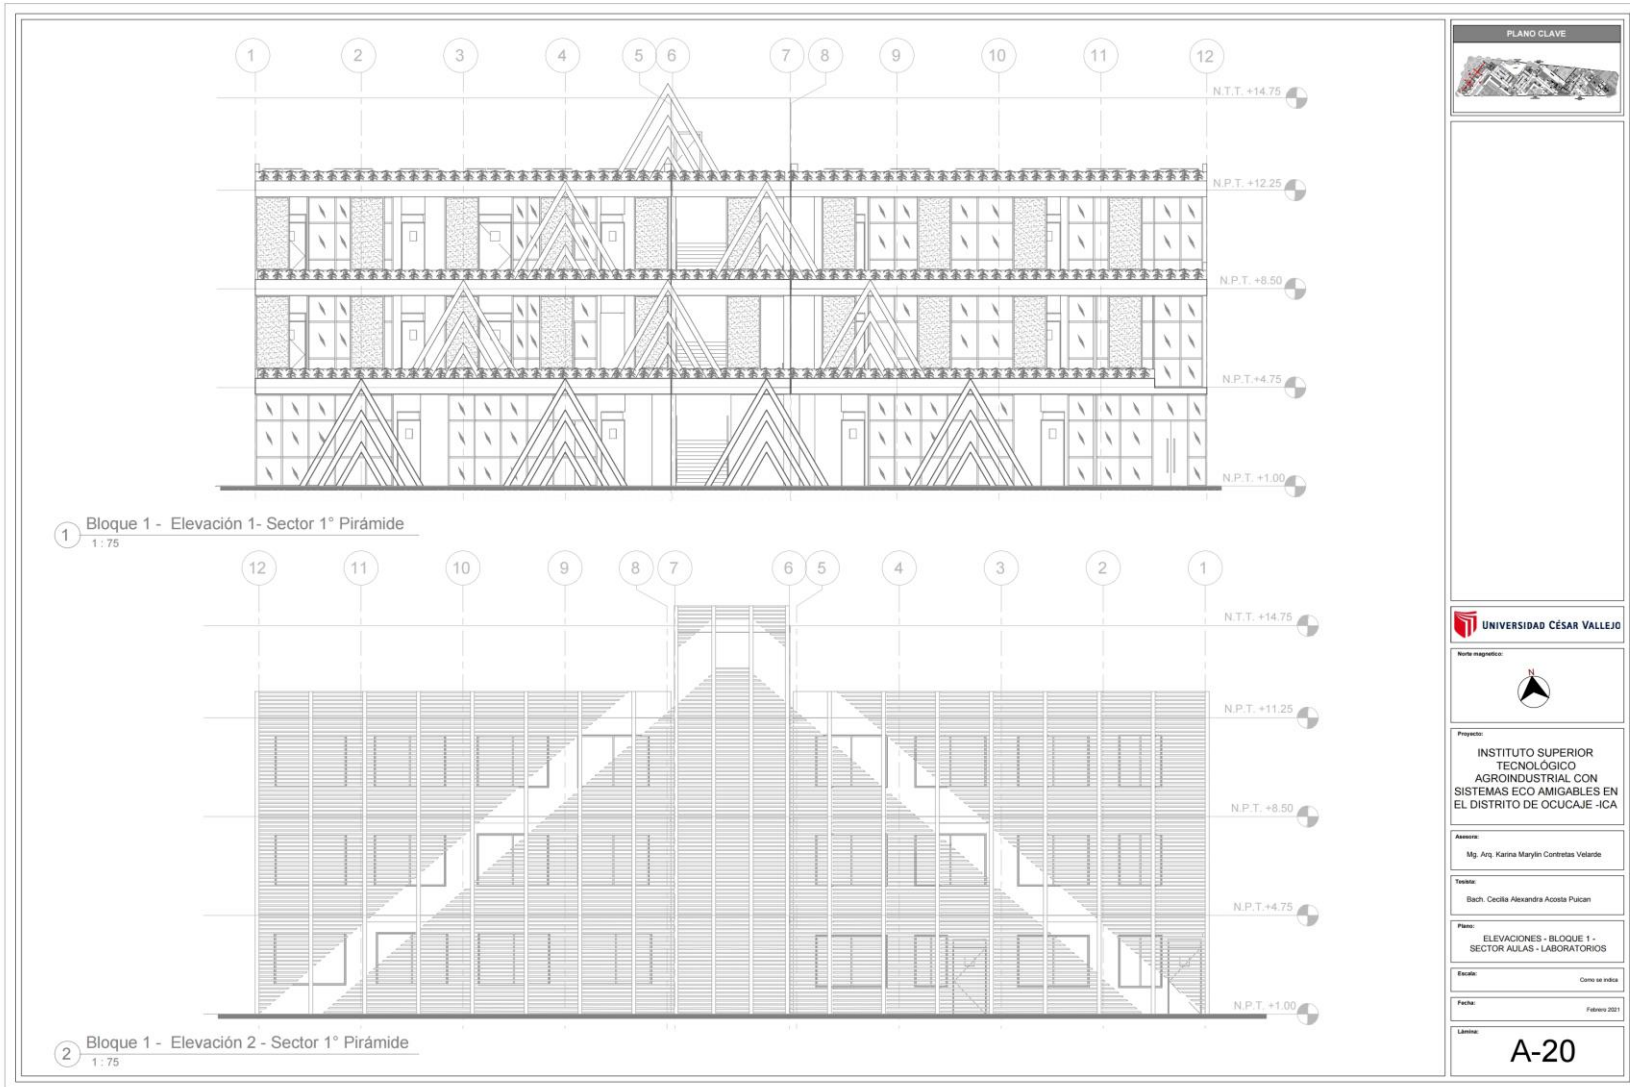 1 2 3 4 5 6 7 8 9 10 11 12
N.T.T. +14.75
N.P.T. +12.25
N.P.T. +8.50
N.P.T.+4.75
N.P.T. +1.00
1 Bloque 1 - Elevación 1- Sector 1° Pirámide
1 : 75
12 11 10 9 8 7 6 5 4 3 2 1
N.T.T. +14.75
N.P.T. +11.25
N.P.T. +8.50
N.P.T.+4.75
N.P.T. +1.00
2 Bloque 1 - Elevación 2 - Sector 1° Pirámide
1 : 75
PLANO CLAVE
UNIVERSIDAD CÉSAR VALLEJO
Norte magnetico:
N
Proyecto:
INSTITUTO SUPERIOR
TECNOLÓGICO
AGROINDUSTRIAL CON
SISTEMAS ECO AMIGABLES EN
EL DISTRITO DE OCUCAJE -ICA
Asesora:
Mg. Arq. Karina Marylin Contretas Velarde
Tesista:
Bach. Cecilia Alexandra Acosta Puican
Plano:
ELEVACIONES - BLOQUE 1 -
SECTOR AULAS - LABORATORIOS
Escala:
Como se indica
Fecha:
Febrero 2021
Lámina:
A-20